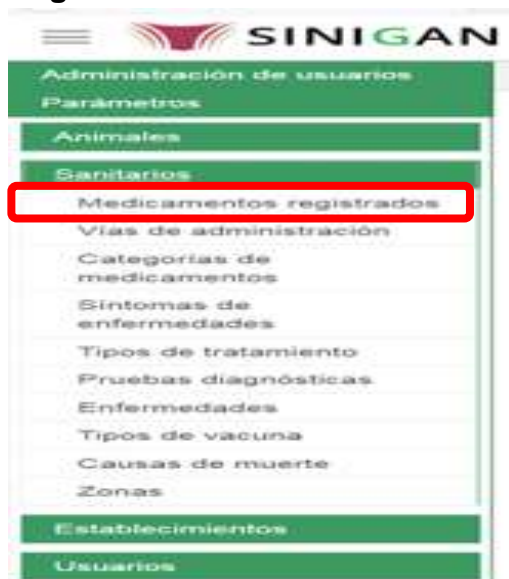 SINIGAN
Administración de usuarios
Parámetros
Animales
Sanitarios
Medicamentos registrados
Vías de administración
Categorías de
medicamentos
Síntomas de
enfermedades
Tipos de tratamiento
Pruebas diagnósticas
Enfermedades
Tipos de vacuna
Causas de muerte
Zonas
Establecimientos
Usuarios